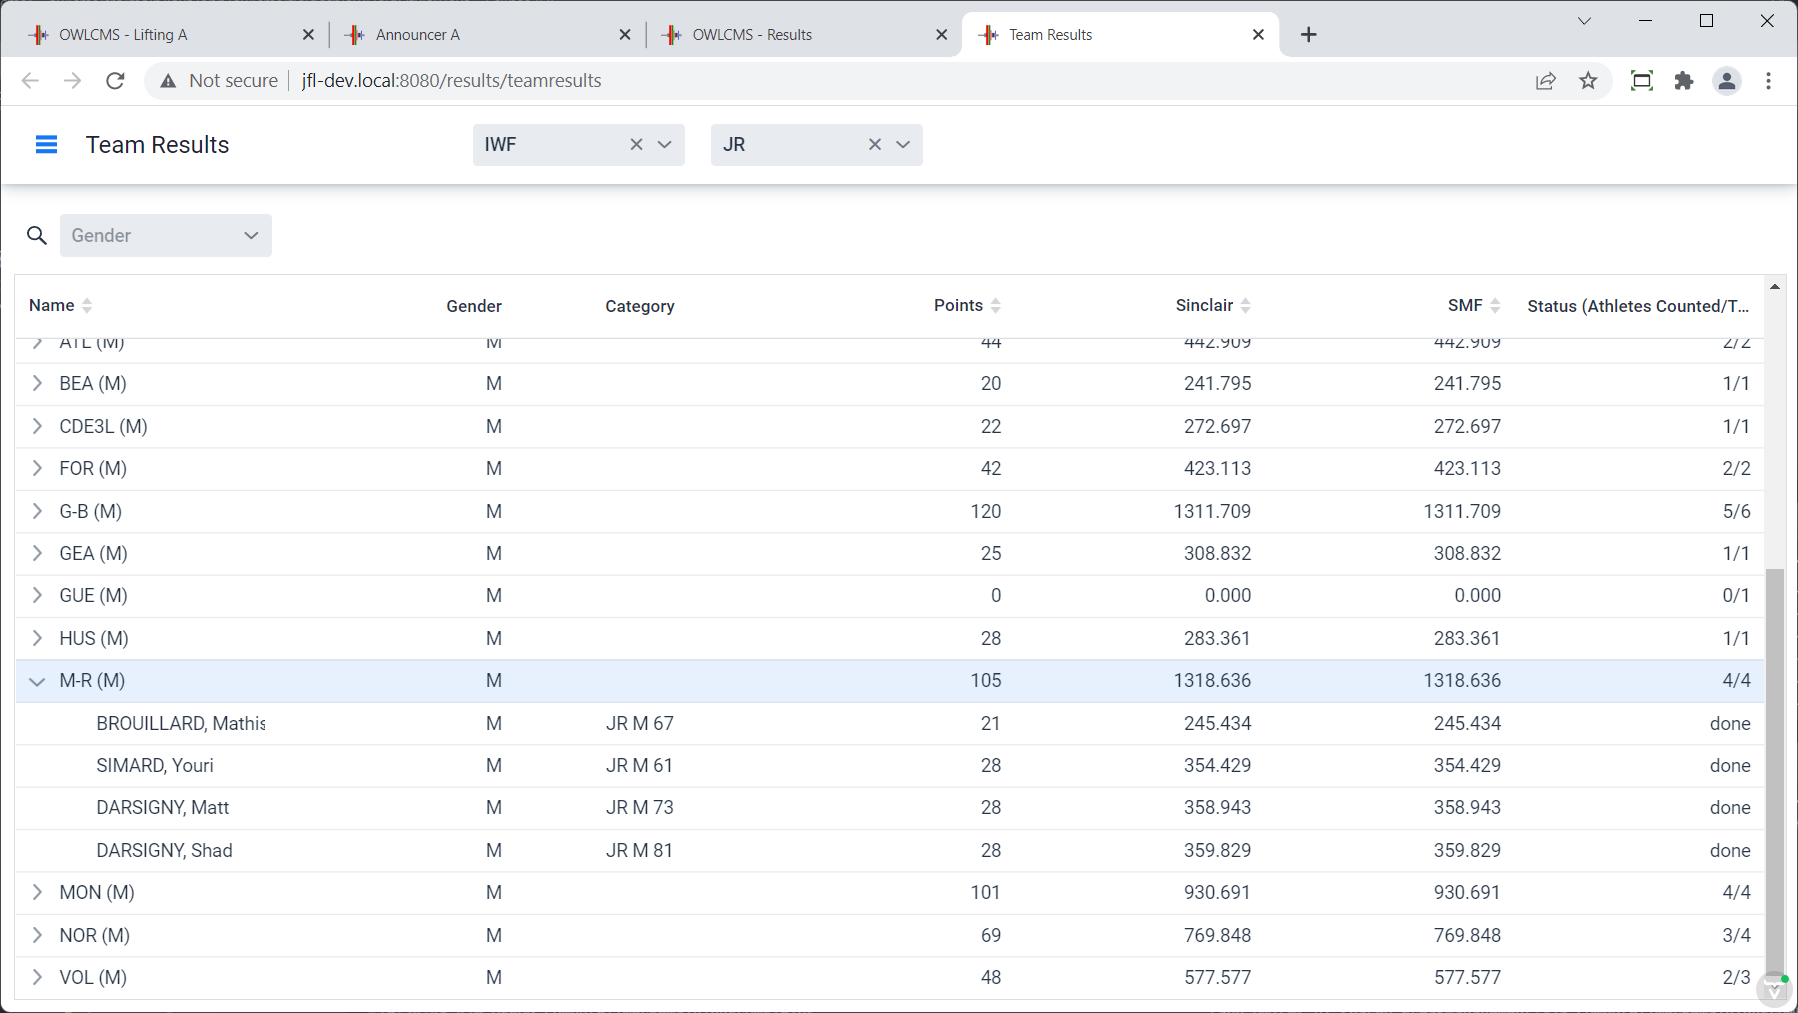 OWLCMS - Lifting A
Announcer A
OWLCMS - Results
Team Results
Not secure
jfl-dev.local:8080/results/teamresults
Team Results
IWF
JR
Gender
Name Gender Category Points Sinclair SMF Status (Athletes Counted/T...
ATL (M) M 44 442.909 442.909 2/2
BEA (M) M 20 241.795 241.795 1/1
CDE3L (M) M 22 272.697 272.697 1/1
FOR (M) M 42 423.113 423.113 2/2
G-B (M) M 120 1311.709 1311.709 5/6
GEA (M) M 25 308.832 308.832 1/1
GUE (M) M 0 0.000 0.000 0/1
HUS (M) M 28 283.361 283.361 1/1
M-R (M) M 105 1318.636 1318.636 4/4
BROUILLARD, Mathis M JR M 67 21 245.434 245.434 done
SIMARD, Youri M JR M 61 28 354.429 354.429 done
DARSIGNY, Matt M JR M 73 28 358.943 358.943 done
DARSIGNY, Shad M JR M 81 28 359.829 359.829 done
MON (M) M 101 930.691 930.691 4/4
NOR (M) M 69 769.848 769.848 3/4
VOL (M) M 48 577.577 577.577 2/3